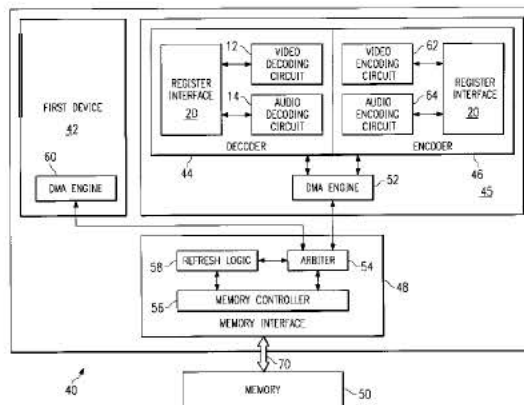 FIRST DEVICE
42
60
DMA ENGINE
REGISTER INTERFACE
20
12
VIDEO DECODING CIRCUIT
14
AUDIO DECODING CIRCUIT
DECODER
44
62
VIDEO ENCODING CIRCUIT
64
AUDIO ENCODING CIRCUIT
REGISTER INTERFACE
20
ENCODER
46
DMA ENGINE
52
45
58
REFRESH LOGIC
ARBITER
54
56
MEMORY CONTROLLER
MEMORY INTERFACE
48
70
40
MEMORY
50